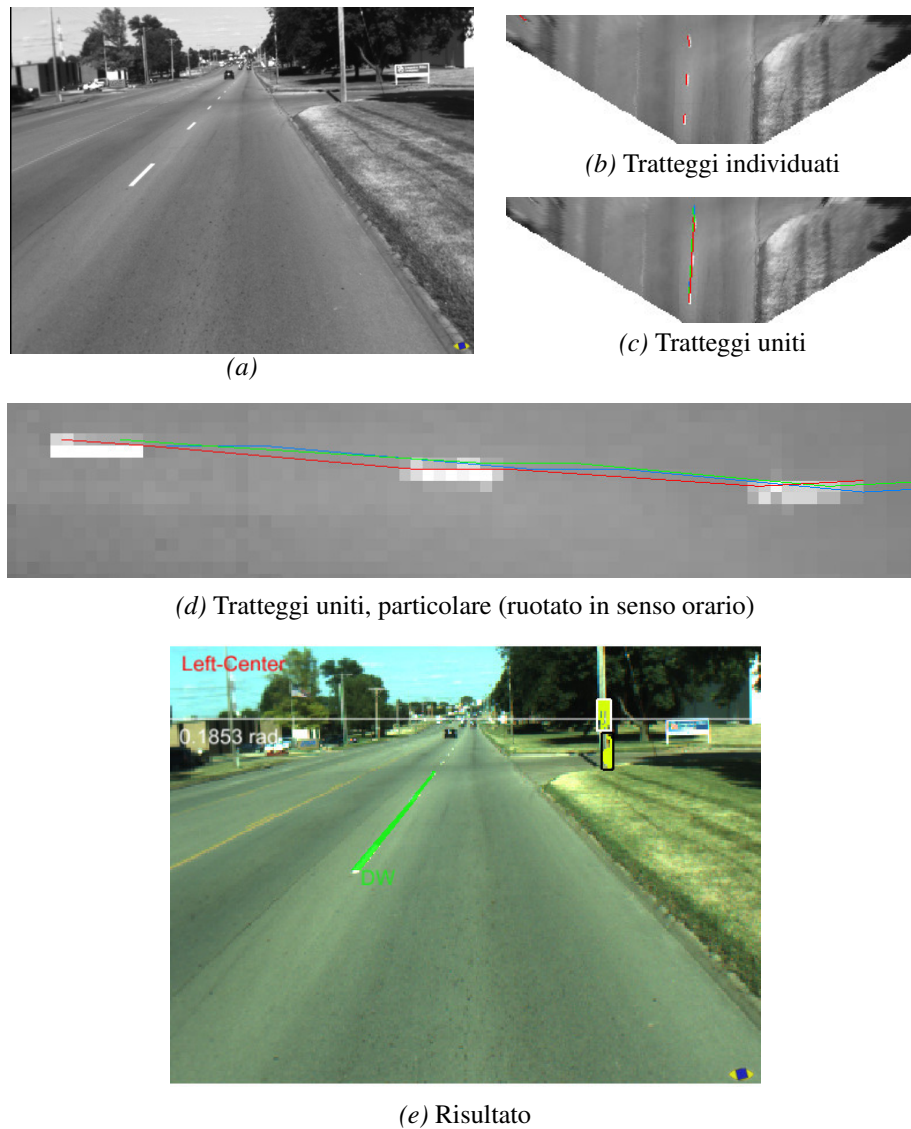 (a)
(b) Tratteggi individuati
(c) Tratteggi uniti
(d) Tratteggi uniti, particolare (ruotato in senso orario)
Left-Center
0.1853 rad
DW
(e) Risultato